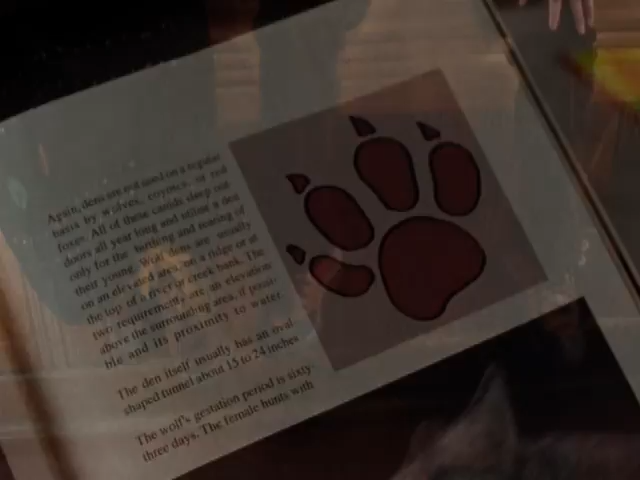 Again, dens are not used on a regular
basis by wolves, coyotes, or red
foxes. All of these canids sleep out-
doors all year long and utilize a den
only for the birthing and rearing of
their young. Wolf dens are usually
on an elevated area, on a ridge or at
the top of a river or creek bank. The
two requirements are an elevation
above the surrounding area, if possi-
ble and its proximity to water.
The den itself usually has an oval
shaped tunnel about 15 to 24 inches
The wolf's gestation period is sixty-
three days. The female hunts with